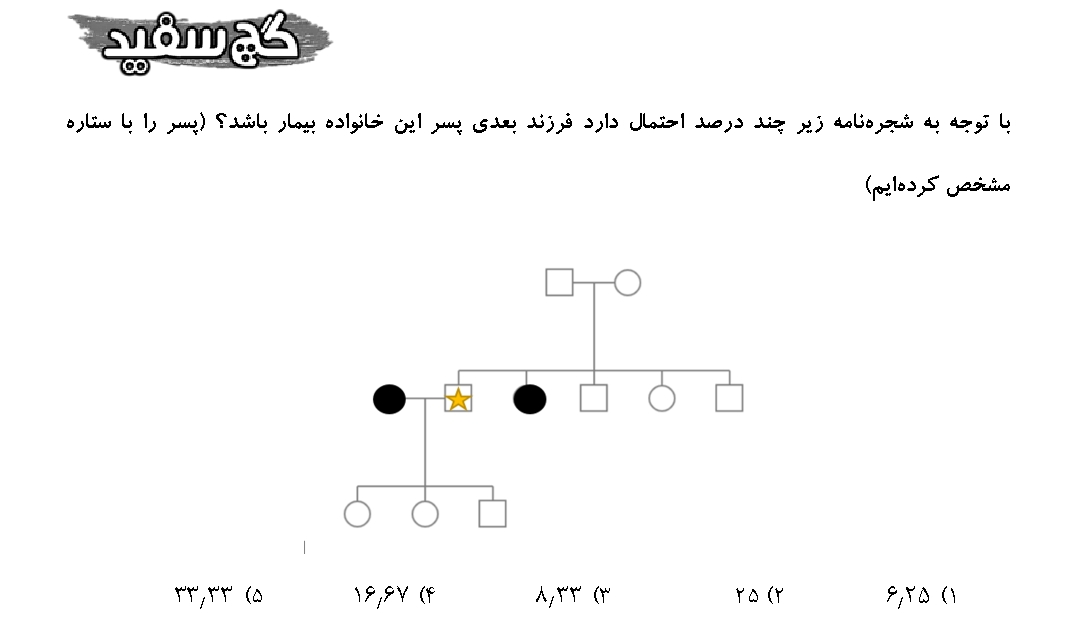 گچ سفید
با توجه به شجره‌نامه زیر چند درصد احتمال دارد فرزند بعدی پسر این خانواده بیمار باشد؟ (پسر را با ستاره
مشخص کرده‌ایم)
۱) ۶٫۲۵ ۲) ۲۵ ۳) ۸٫۳۳ ۴) ۱۶٫۶۷ ۵) ۳۳٫۳۳